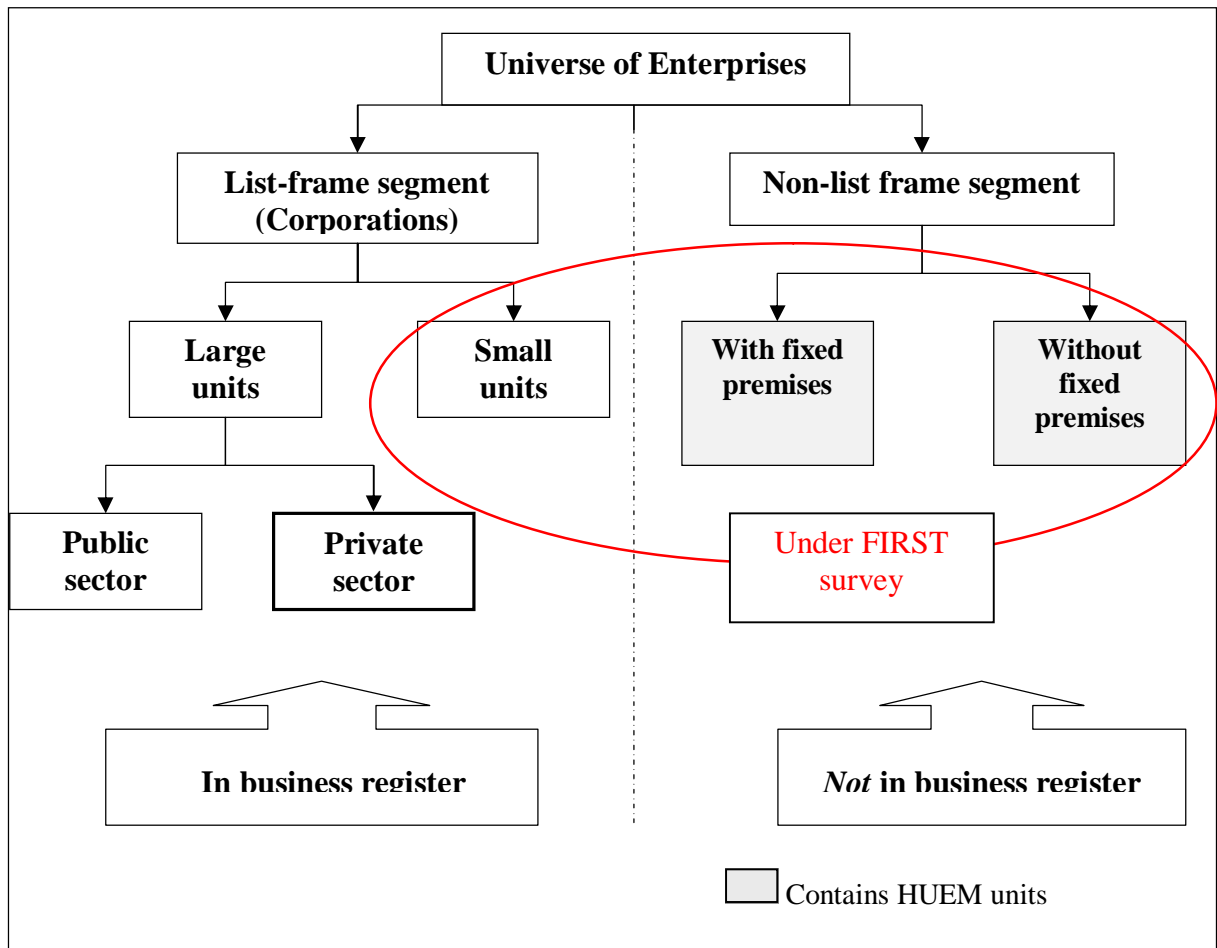 Universe of Enterprises
List-frame segment
(Corporations)
Non-list frame segment
Large
units
Small
units
With fixed
premises
Without
fixed
premises
Public
sector
Private
sector
Under FIRST
survey
In business register
Not in business register
Contains HUEM units